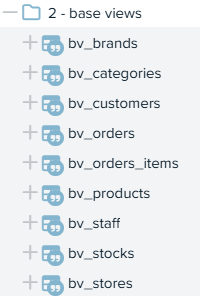 2 - base views
bv_brands
bv_categories
bv_customers
bv_orders
bv_orders_items
bv_products
bv_staff
bv_stocks
bv_stores